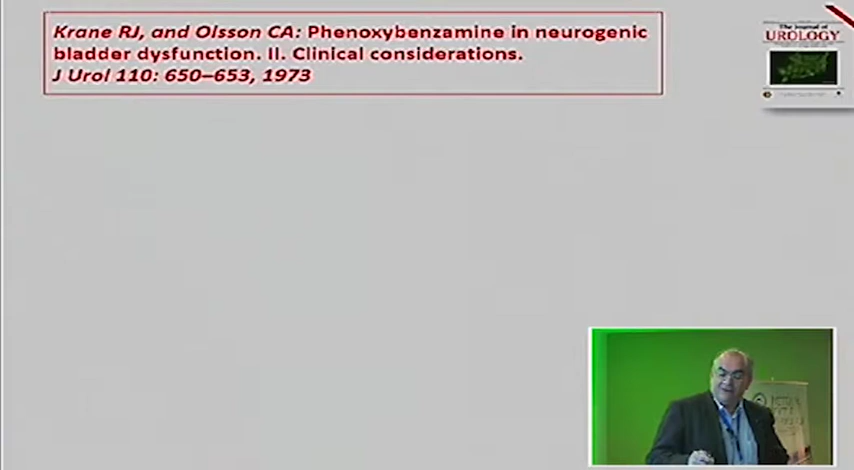 Krane RJ, and Olsson CA: Phenoxybenzamine in neurogenic
bladder dysfunction. II. Clinical considerations.
J Urol 110: 650–653, 1973
The Journal of
UROLOGY